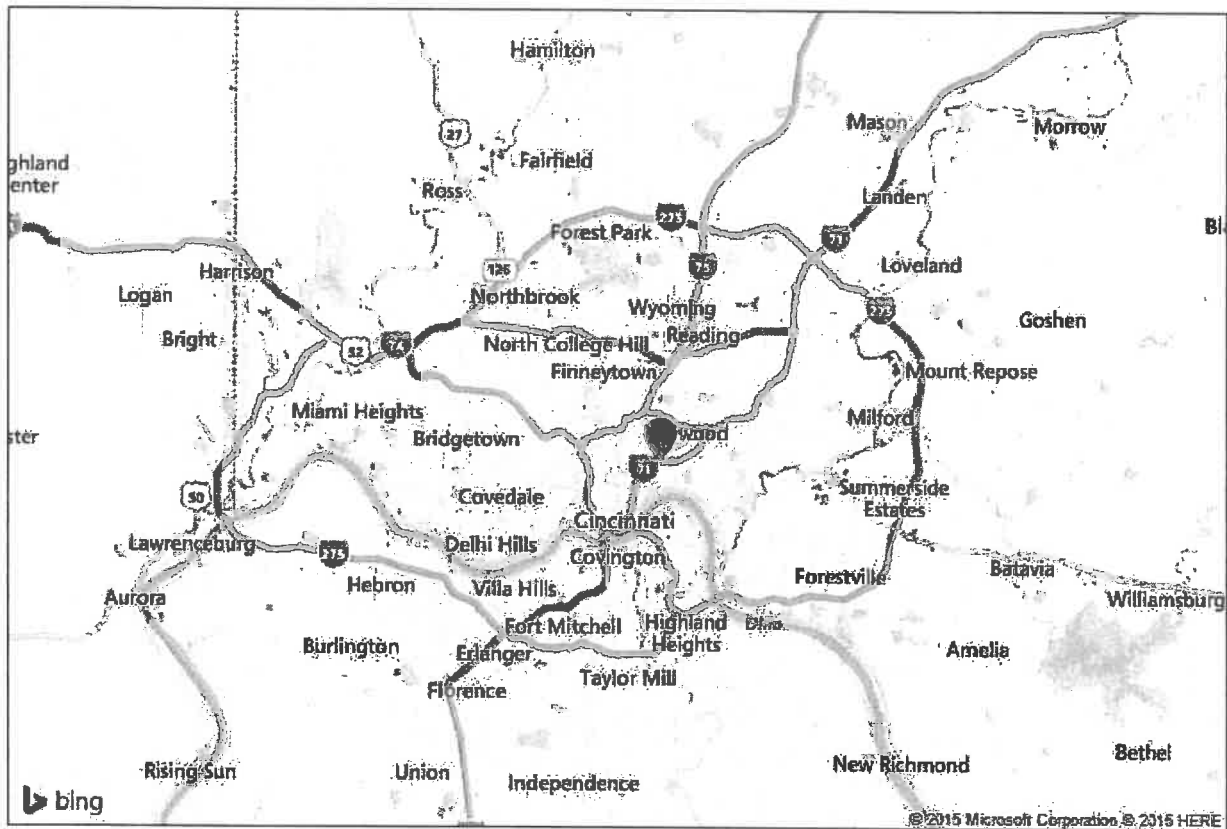 Hamilton
27
Mason
Morrow
ghland
enter
Fairfield
Ross
Landen
275
Forest Park
71
Bl
Harrison
126
75
Loveland
Logan
Northbrook
Wyoming
275
Goshen
Bright
52
74
North College Hill
Reading
Finneytown
Mount Repose
Miami Heights
Milford
ster
Bridgetown
wood
71
50
Covedale
Summerside
Estates
Cincinnati
Lawrenceburg
275
Delhi Hills
Covington
Hebron
Villa Hills
Forestville
Batavia
Aurora
Williamsburg
Fort Mitchell
Highland
Heights
Ohio
Burlington
Erlanger
Amelia
Florence
Taylor Mill
Rising Sun
Union
Independence
New Richmond
Bethel
bing
© 2015 Microsoft Corporation © 2015 HERE